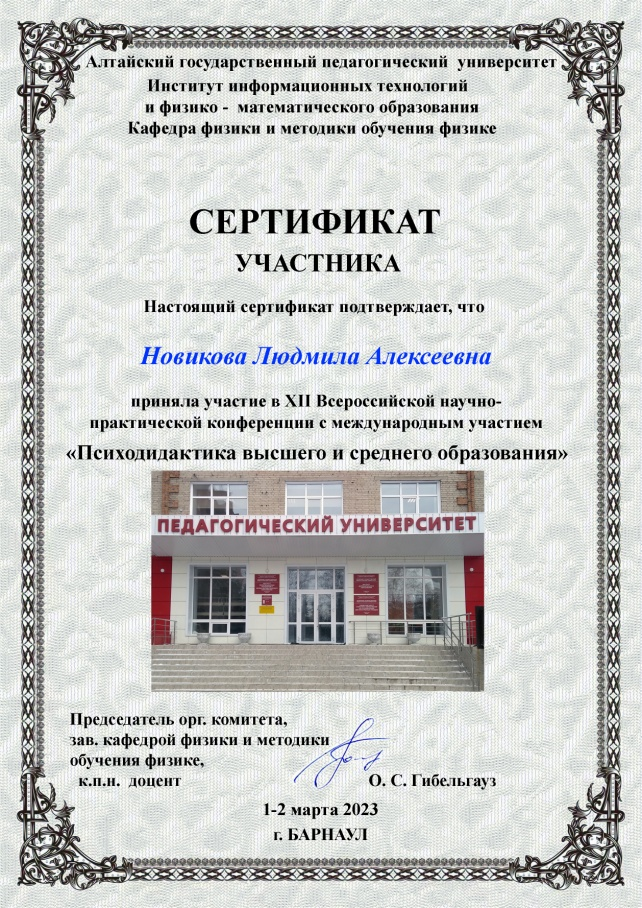 Алтайский государственный педагогический университет
Институт информационных технологий
и физико - математического образования
Кафедра физики и методики обучения физике
СЕРТИФИКАТ
УЧАСТНИКА
Настоящий сертификат подтверждает, что
Новикова Людмила Алексеевна
приняла участие в XII Всероссийской научно-
практической конференции с международным участием
«Психодидактика высшего и среднего образования»
ПЕДАГОГИЧЕСКИЙ УНИВЕРСИТЕТ
Председатель орг. комитета,
зав. кафедрой физики и методики
обучения физике,
к.п.н. доцент О. С. Гибельгауз
1-2 марта 2023
г. БАРНАУЛ